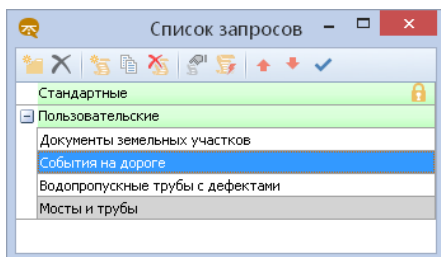 Список запросов
Стандартные
Пользовательские
Документы земельных участков
События на дороге
Водопропускные трубы с дефектами
Мосты и трубы